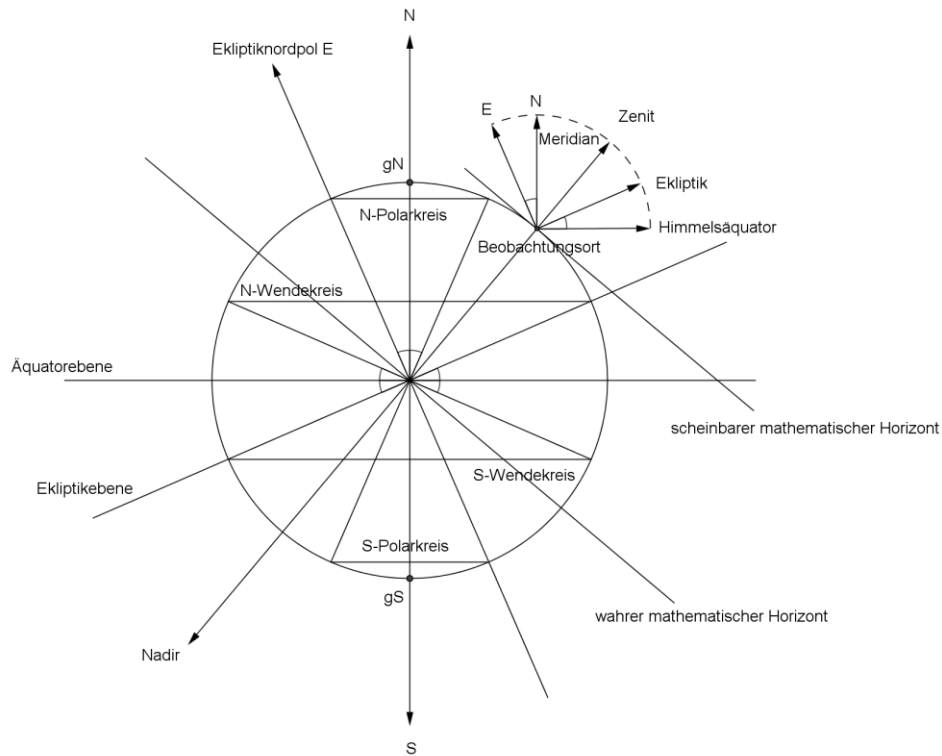 N
Ekliptiknordpol E
E
N
Zenit
Meridian
gN
Ekliptik
N-Polarkreis
Himmelsäquator
Beobachtungsort
N-Wendekreis
Äquatorebene
scheinbarer mathematischer Horizont
S-Wendekreis
Ekliptikebene
S-Polarkreis
gS
wahrer mathematischer Horizont
Nadir
S